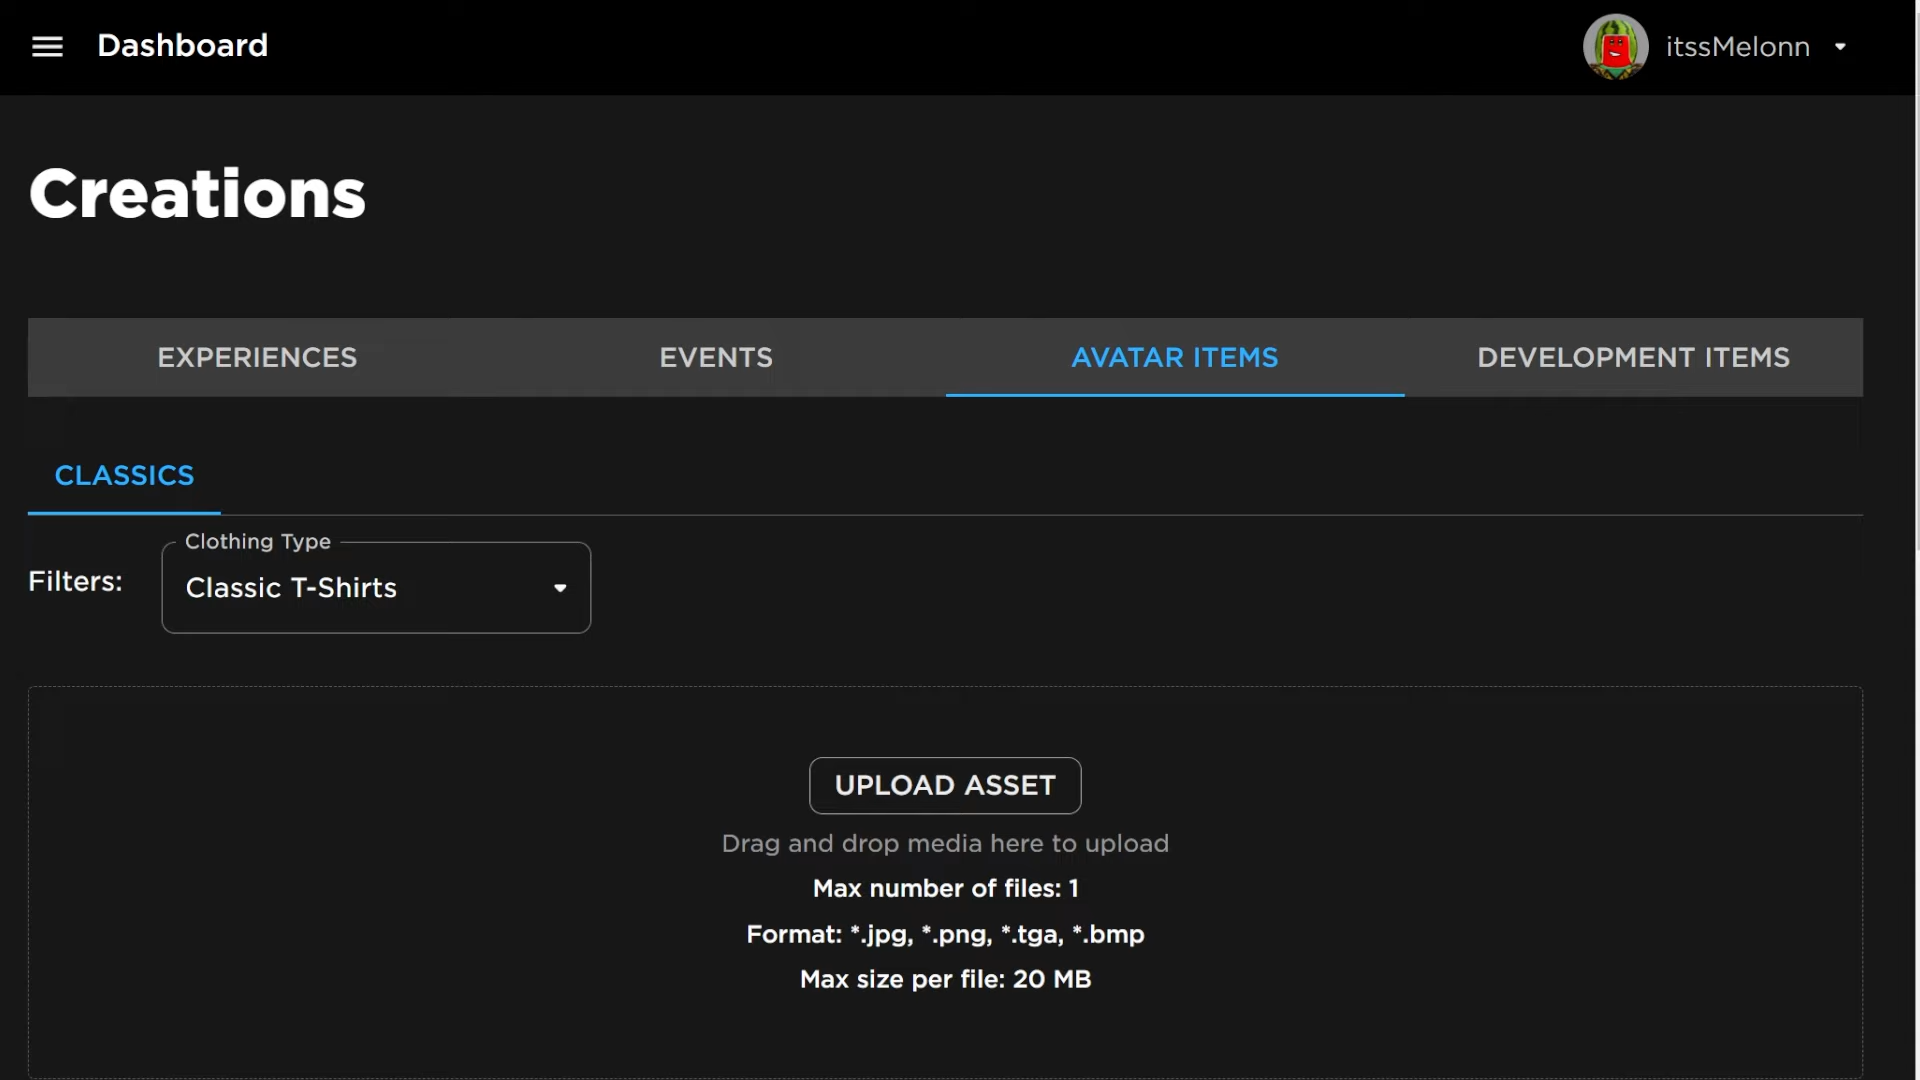 Dashboard
itssMelonn
Creations
EXPERIENCES
EVENTS
AVATAR ITEMS
DEVELOPMENT ITEMS
CLASSICS
Clothing Type
Filters:
Classic T-Shirts
UPLOAD ASSET
Drag and drop media here to upload
Max number of files: 1
Format: *.jpg, *.png, *.tga, *.bmp
Max size per file: 20 MB